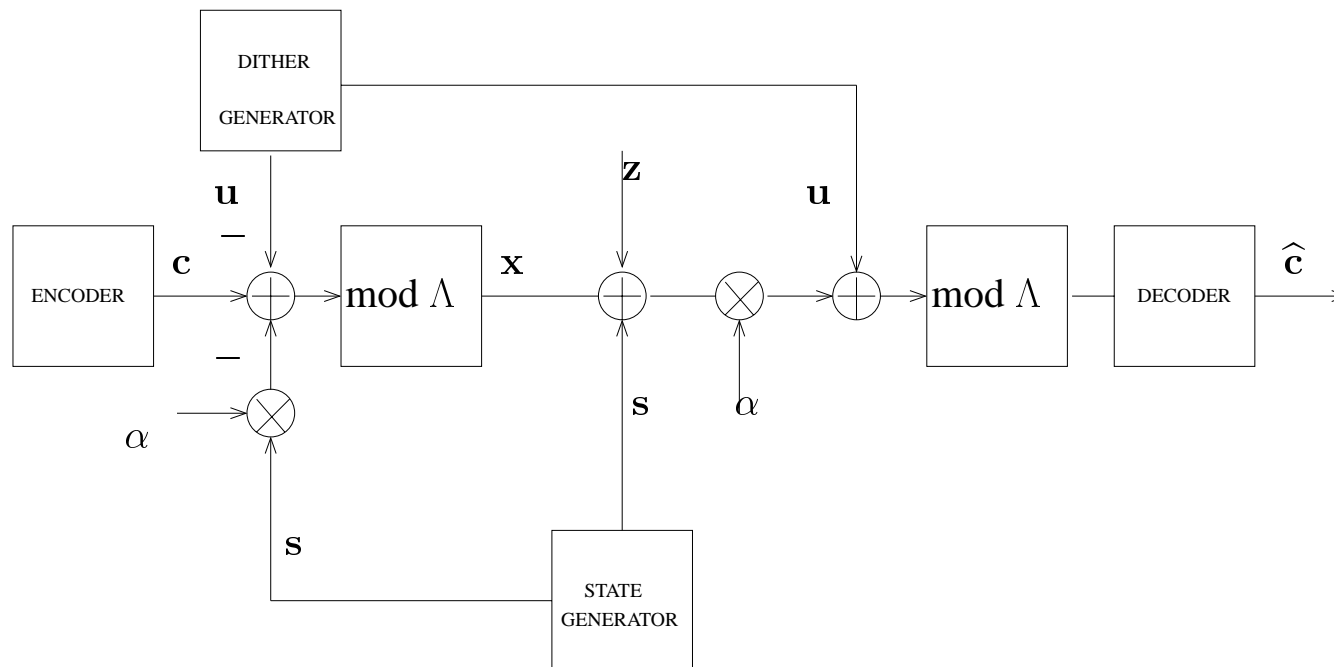 DITHER
GENERATOR
z
u
u
−
c
x
ĉ
ENCODER
mod Λ
mod Λ
DECODER
−
s
α
α
s
STATE
GENERATOR